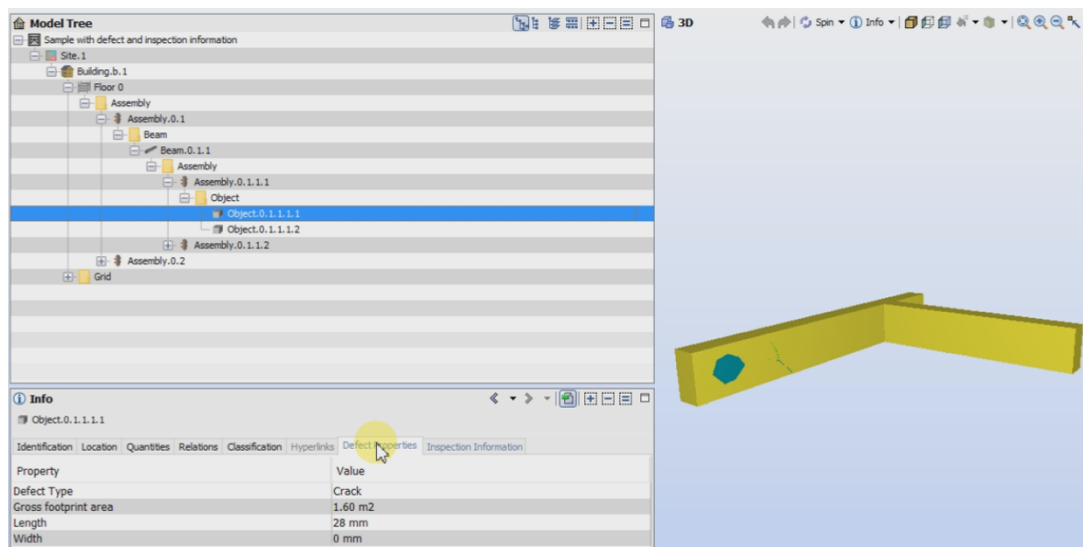 Model Tree
3D
Spin
Info
Sample with defect and inspection information
Site.1
Building.b.1
Floor 0
Assembly
Assembly.0.1
Beam
Beam.0.1.1
Assembly
Assembly.0.1.1.1
Object
Object.0.1.1.1.1
Object.0.1.1.1.2
Assembly.0.1.1.2
Assembly.0.2
Grid
Info
Object.0.1.1.1.1
Identification Location Quantities Relations Classification Hyperlinks Defect Properties Inspection Information
Property Value
Defect Type Crack
Gross footprint area 1.60 m2
Length 28 mm
Width 0 mm